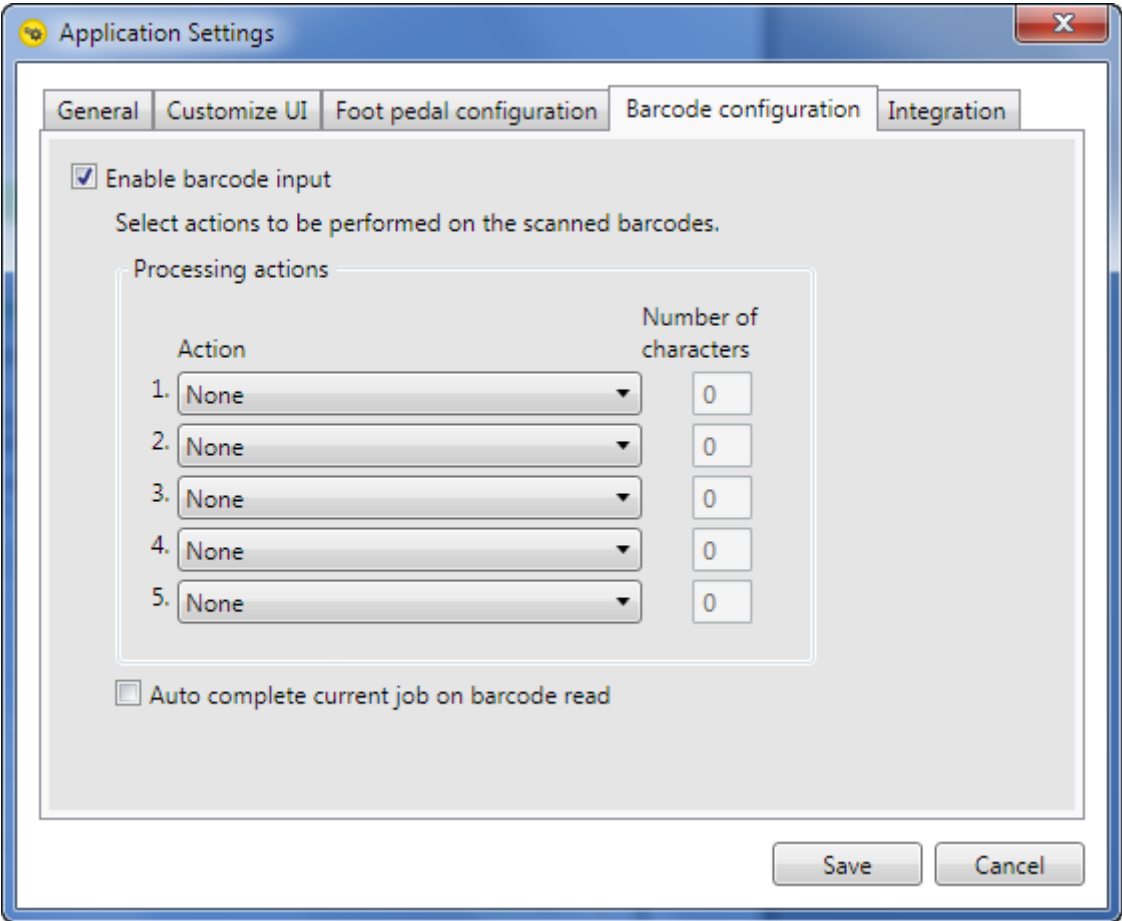 Application Settings
General Customize UI Foot pedal configuration Barcode configuration Integration
Enable barcode input
Select actions to be performed on the scanned barcodes.
Processing actions
Number of
Action characters
1. None 0
2. None 0
3. None 0
4. None 0
5. None 0
Auto complete current job on barcode read
Save Cancel